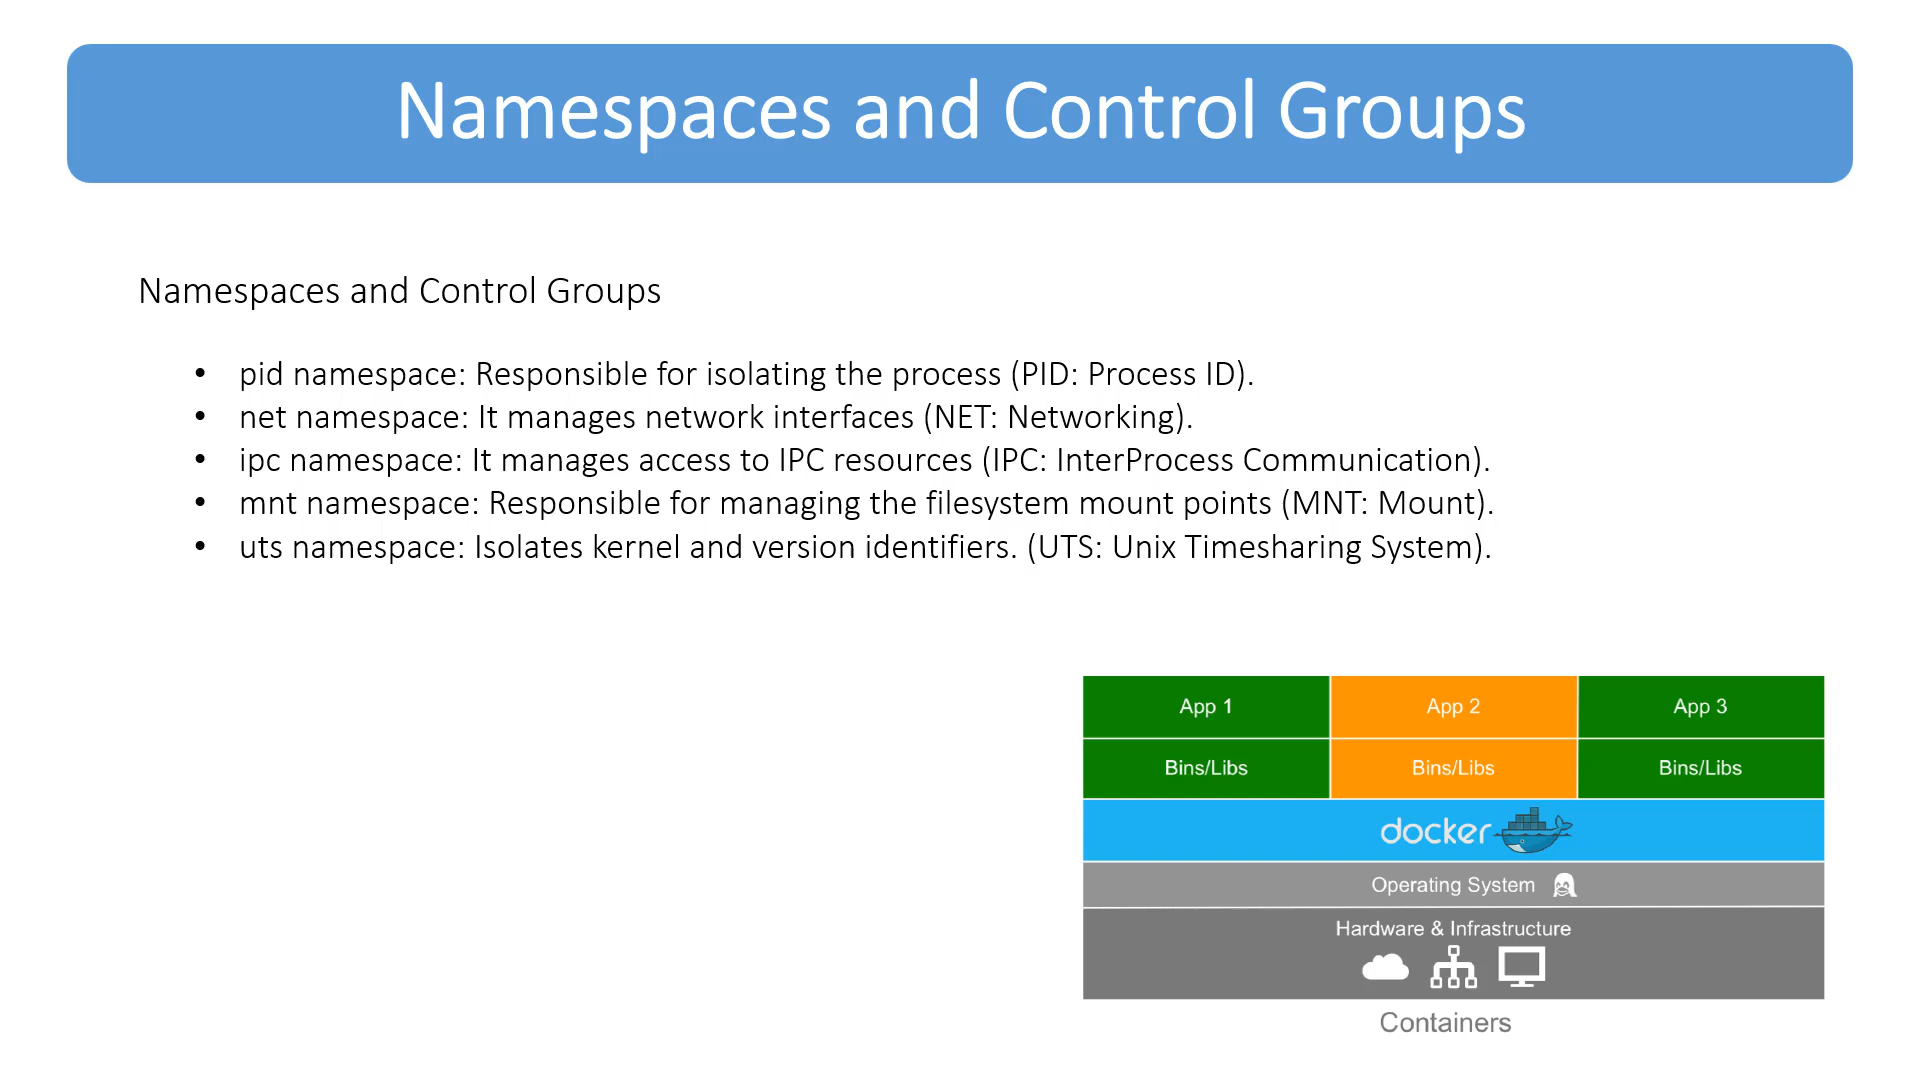 Namespaces and Control Groups
Namespaces and Control Groups
• pid namespace: Responsible for isolating the process (PID: Process ID).
• net namespace: It manages network interfaces (NET: Networking).
• ipc namespace: It manages access to IPC resources (IPC: InterProcess Communication).
• mnt namespace: Responsible for managing the filesystem mount points (MNT: Mount).
• uts namespace: Isolates kernel and version identifiers. (UTS: Unix Timesharing System).
App 1 App 2 App 3
Bins/Libs Bins/Libs Bins/Libs
docker
Operating System
Hardware & Infrastructure
Containers